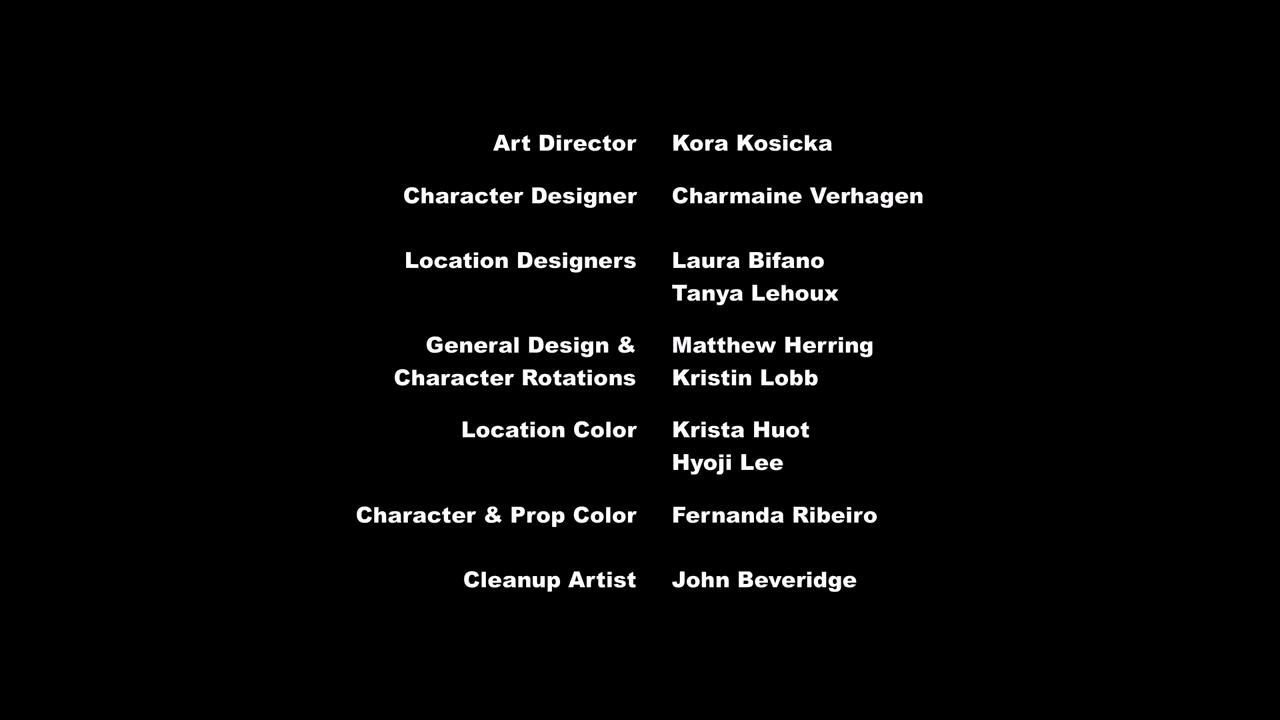 Art Director Kora Kosicka
Character Designer Charmaine Verhagen
Location Designers Laura Bifano
Tanya Lehoux
General Design & Matthew Herring
Character Rotations Kristin Lobb
Location Color Krista Huot
Hyoji Lee
Character & Prop Color Fernanda Ribeiro
Cleanup Artist John Beveridge